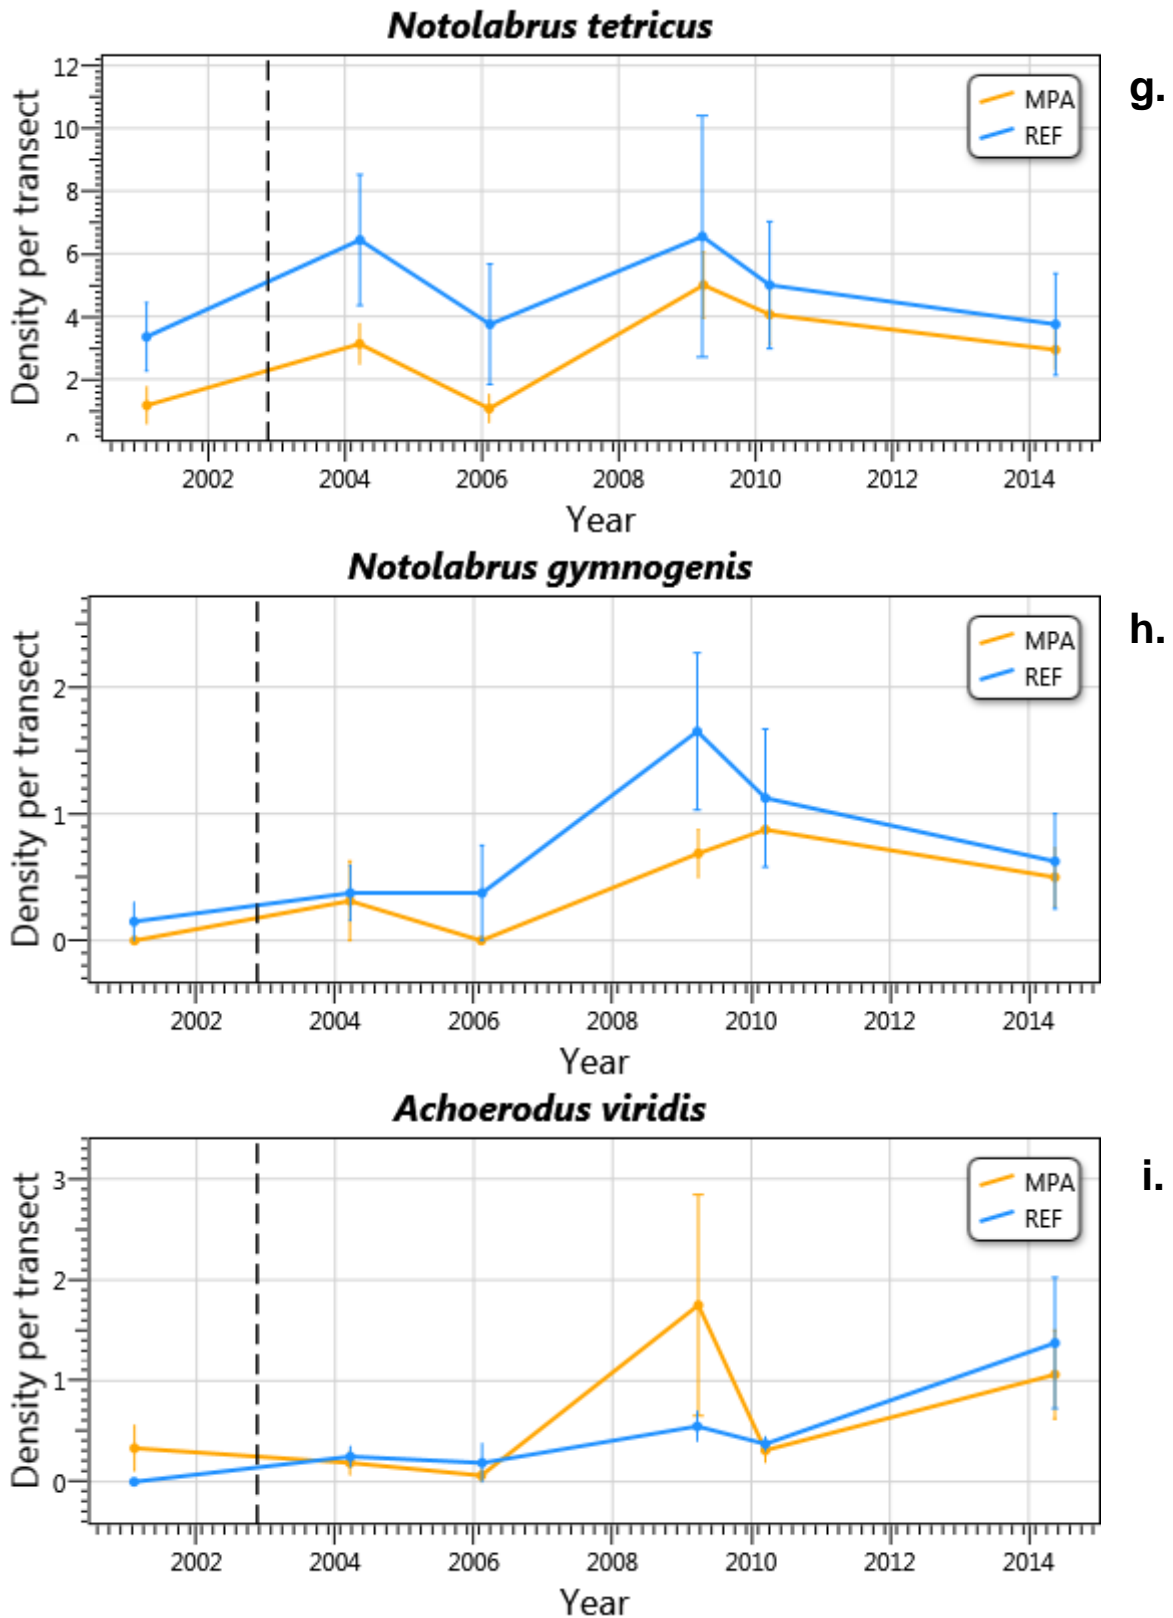 Notolabrus tetricus
g.
Density per transect
12
10
8
6
4
2
0
MPA
REF
2002 2004 2006 2008 2010 2012 2014
Year
Notolabrus gymnogenis
h.
Density per transect
2
1
0
MPA
REF
2002 2004 2006 2008 2010 2012 2014
Year
Achoerodus viridis
i.
Density per transect
3
2
1
0
MPA
REF
2002 2004 2006 2008 2010 2012 2014
Year